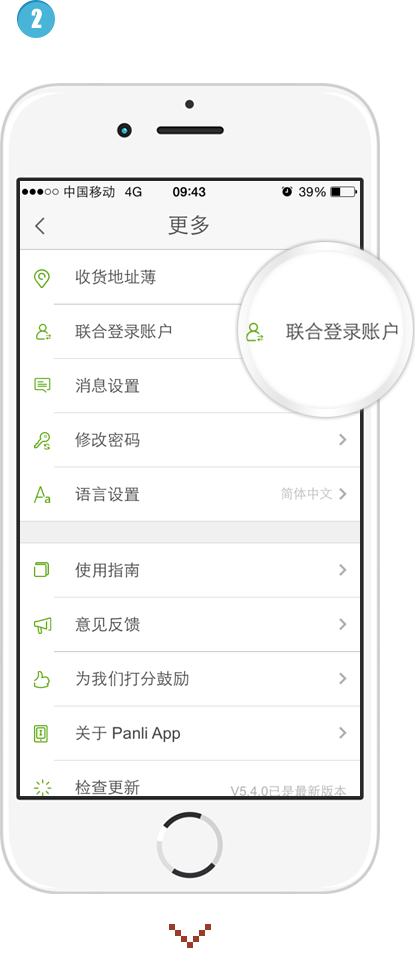 2
中国移动 4G 09:43 39%
更多
收货地址薄
联合登录账户
联合登录账户
消息设置
修改密码
语言设置 简体中文
使用指南
意见反馈
为我们打分鼓励
关于 Panli App
检查更新 V5.4.0已是最新版本